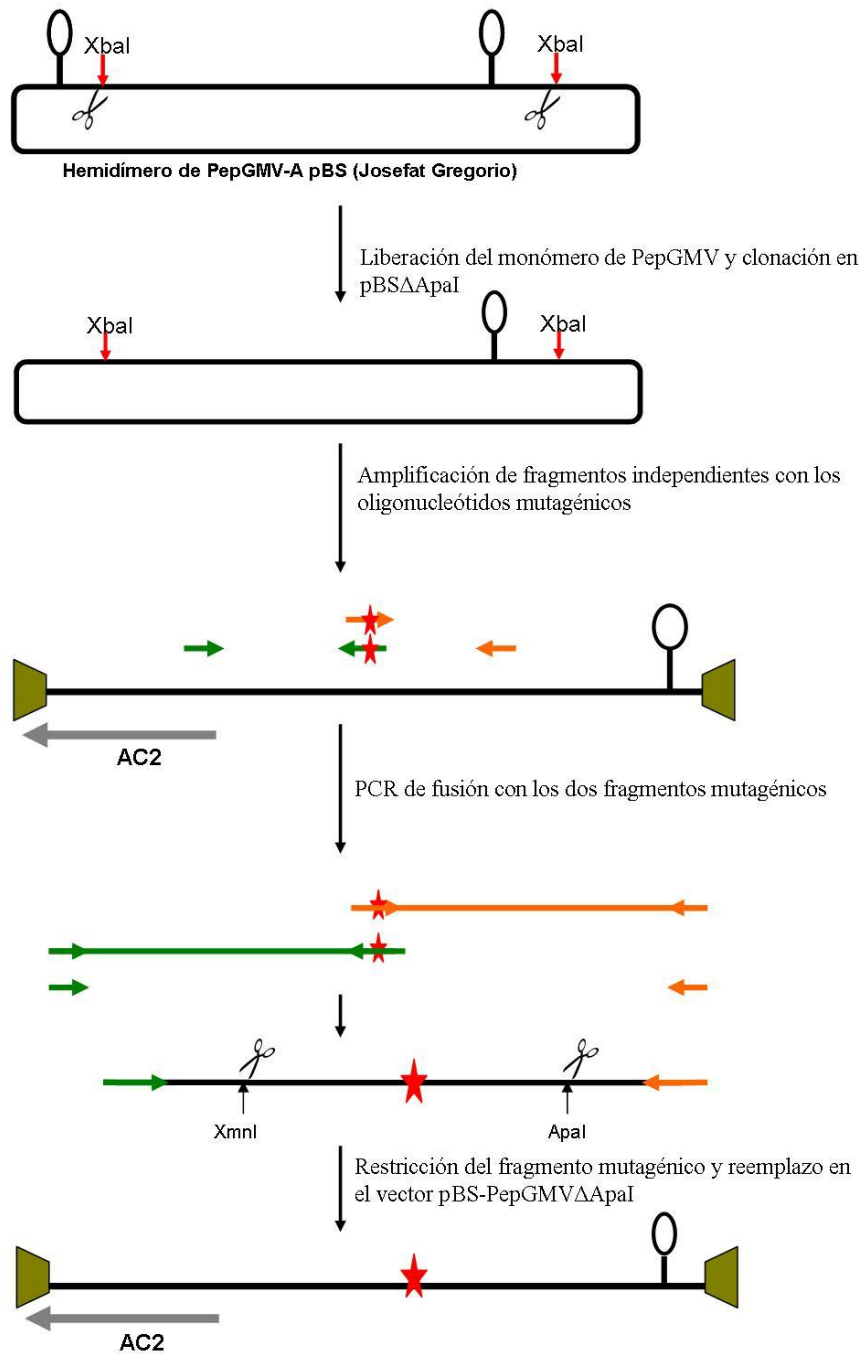 XbaI
XbaI
Hemidímero de PepGMV-A pBS (Josefat Gregorio)
Liberación del monómero de PepGMV y clonación en
pBSΔApaI
XbaI
XbaI
Amplificación de fragmentos independientes con los
oligonucleótidos mutagénicos
AC2
PCR de fusión con los dos fragmentos mutagénicos
XmnI
ApaI
Restricción del fragmento mutagénico y reemplazo en
el vector pBS-PepGMVΔApaI
AC2